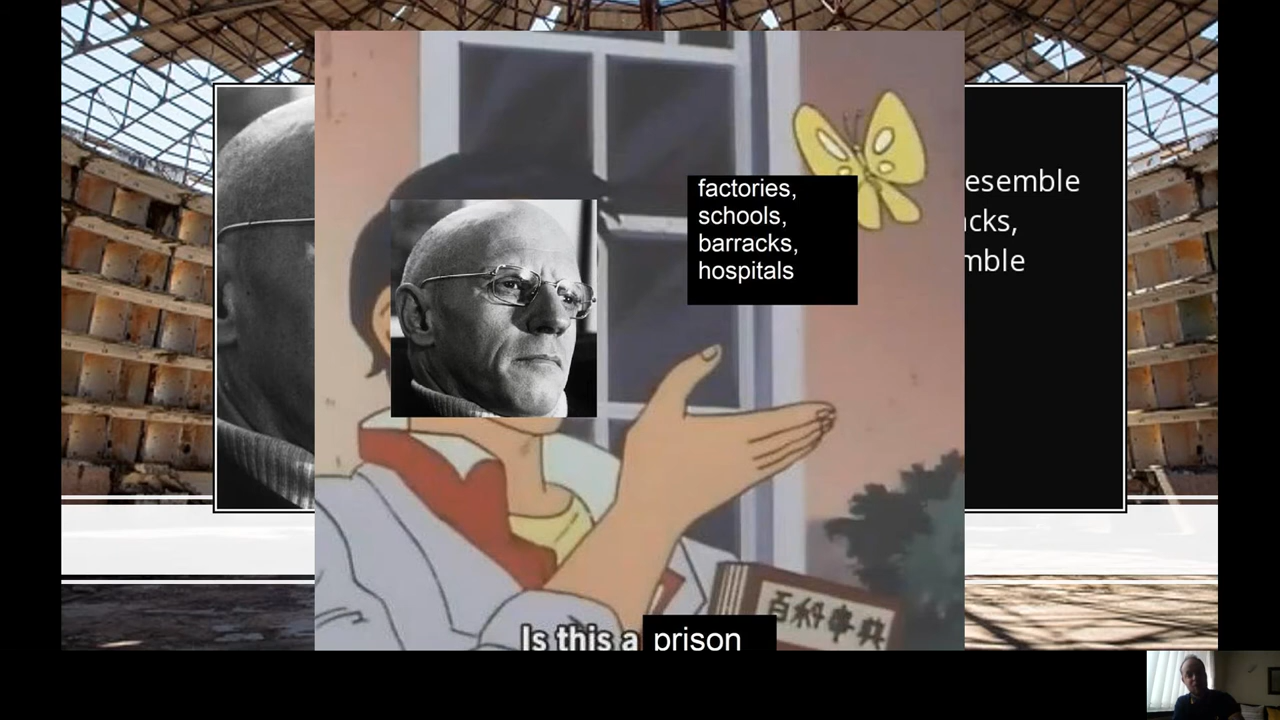 esemble
cks,
mble
factories,
schools,
barracks,
hospitals
百科事典
Is this a prison